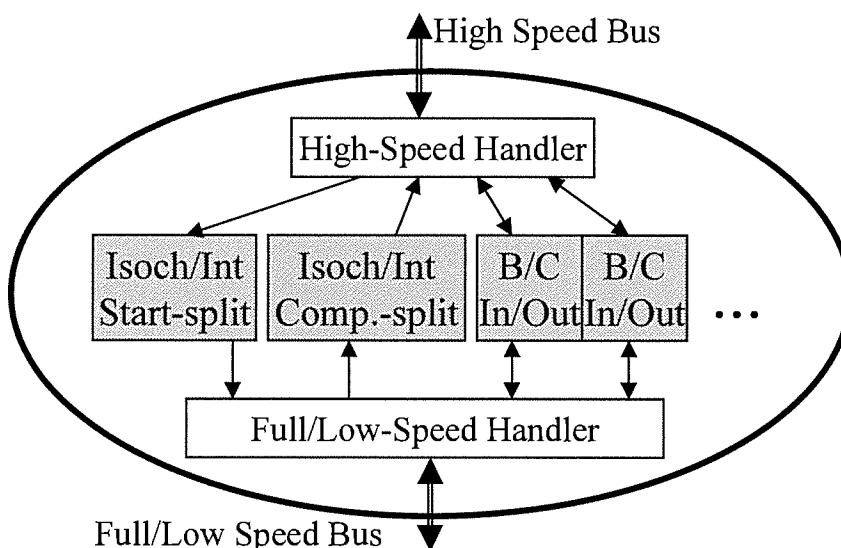 High Speed Bus
High-Speed Handler
Isoch/Int
Start-split
Isoch/Int
Comp.-split
B/C
In/Out
B/C
In/Out
...
Full/Low-Speed Handler
Full/Low Speed Bus